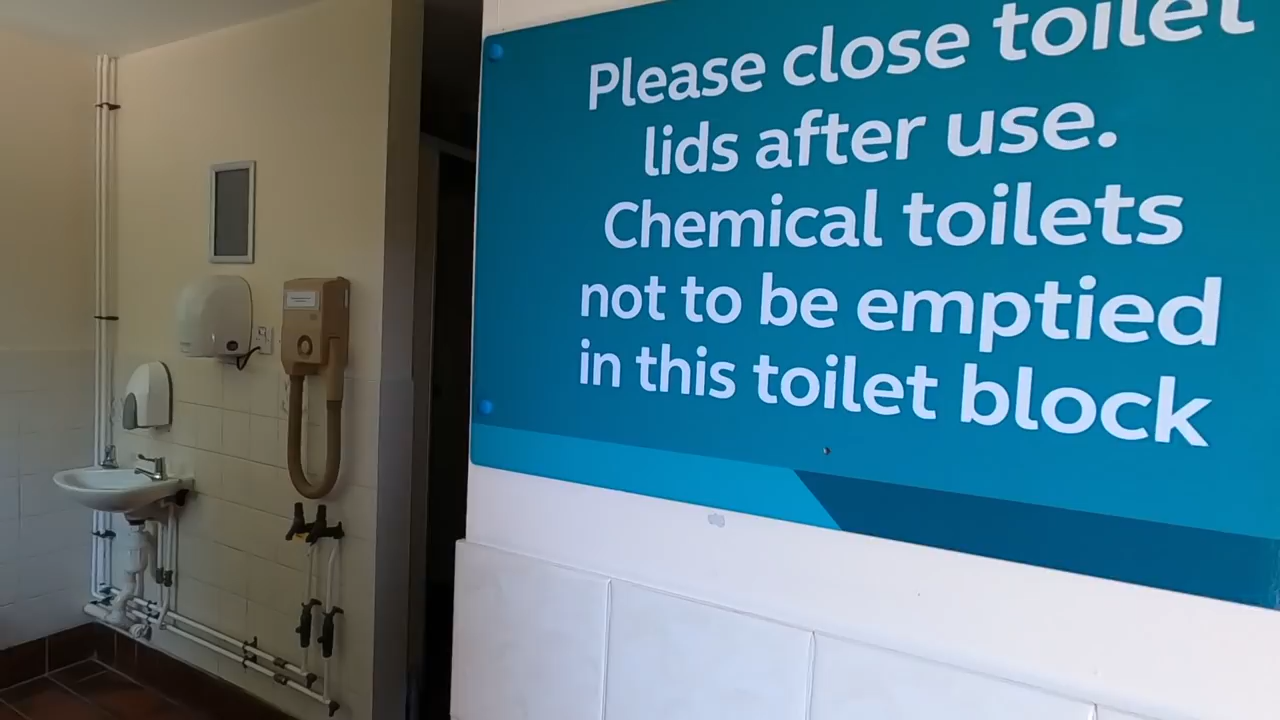 Please close toilet
lids after use.
Chemical toilets
not to be emptied
in this toilet block